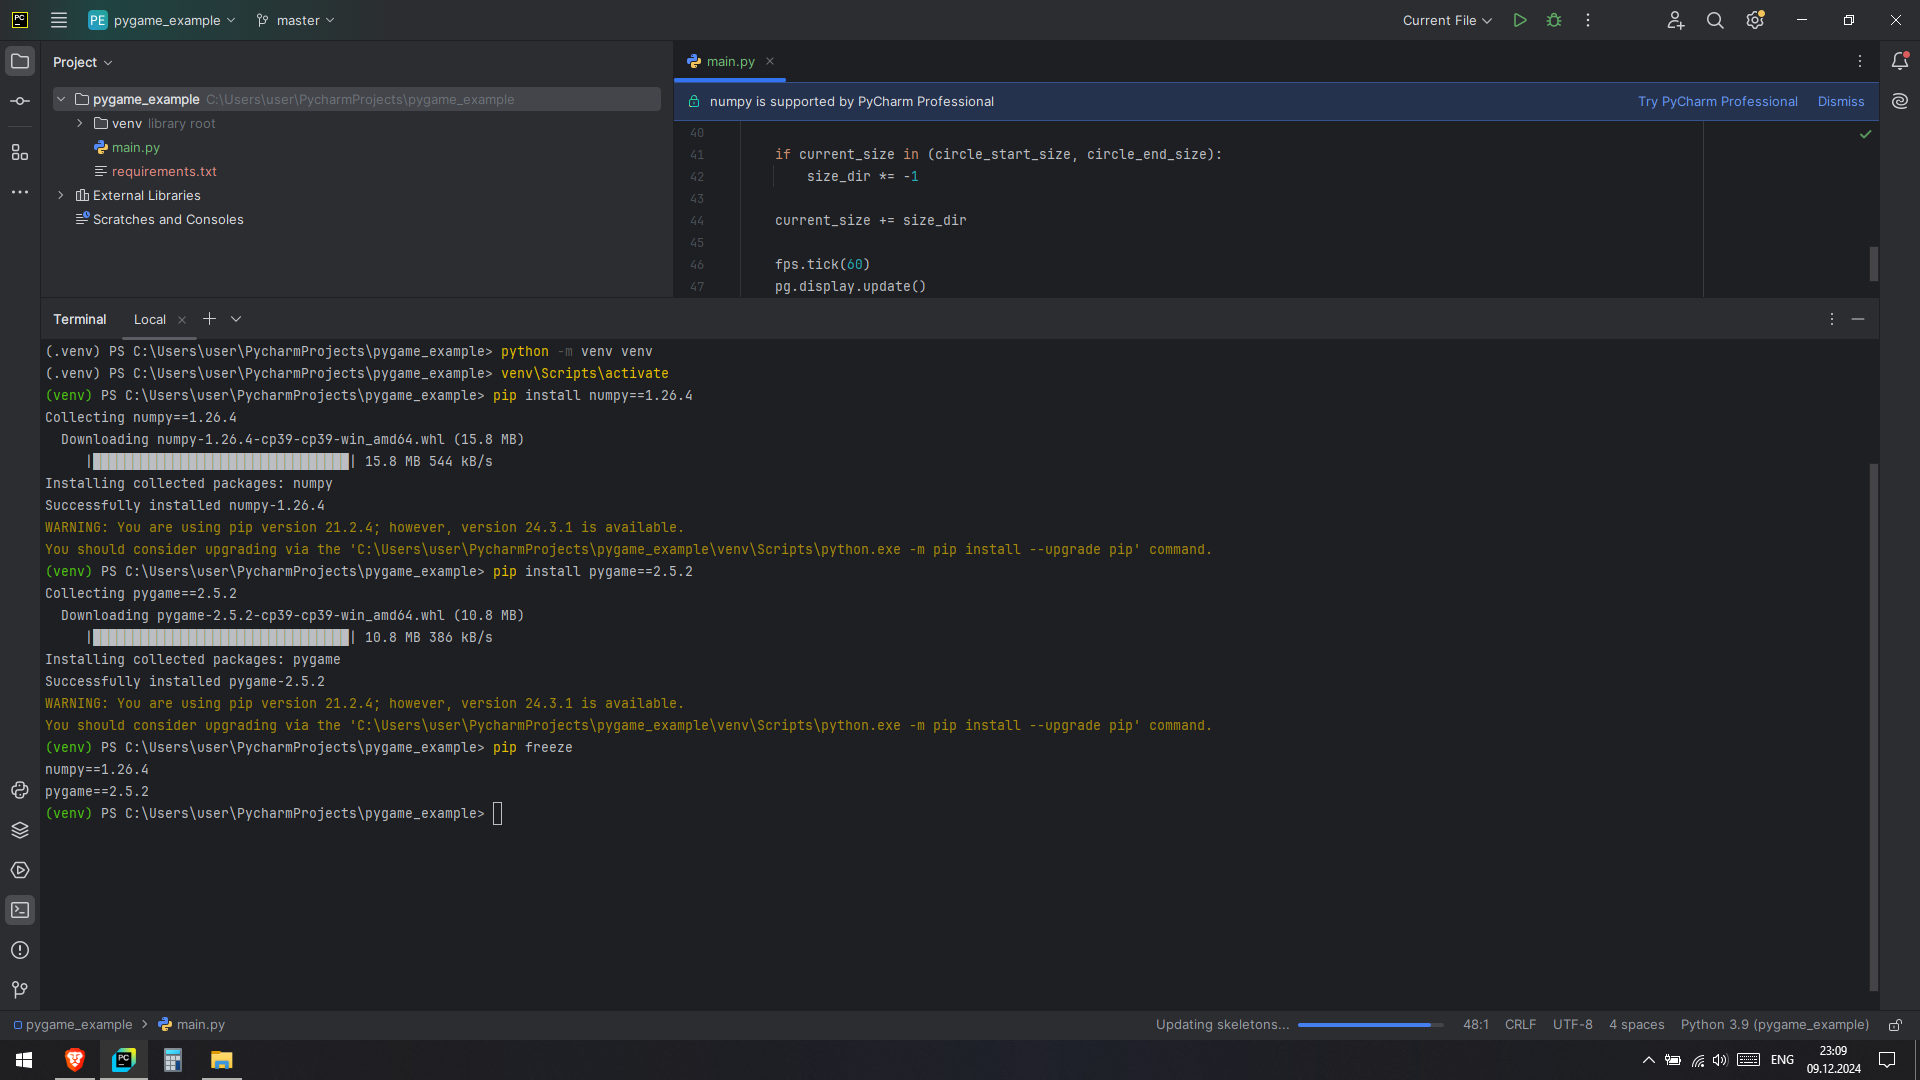 PC PE pygame_example master Current File
Project
main.py
pygame_example C:\Users\user\PycharmProjects\pygame_example
numpy is supported by PyCharm Professional Try PyCharm Professional Dismiss
venv library root
main.py
requirements.txt
External Libraries
Scratches and Consoles
40
41 if current_size in (circle_start_size, circle_end_size):
42 size_dir *= -1
43
44 current_size += size_dir
45
46 fps.tick(60)
47 pg.display.update()
Terminal Local
(.venv) PS C:\Users\user\PycharmProjects\pygame_example> python -m venv venv
(.venv) PS C:\Users\user\PycharmProjects\pygame_example> venv\Scripts\activate
(venv) PS C:\Users\user\PycharmProjects\pygame_example> pip install numpy==1.26.4
Collecting numpy==1.26.4
Downloading numpy-1.26.4-cp39-cp39-win_amd64.whl (15.8 MB)
|████████████████████████████████| 15.8 MB 544 kB/s
Installing collected packages: numpy
Successfully installed numpy-1.26.4
WARNING: You are using pip version 21.2.4; however, version 24.3.1 is available.
You should consider upgrading via the 'C:\Users\user\PycharmProjects\pygame_example\venv\Scripts\python.exe -m pip install --upgrade pip' command.
(venv) PS C:\Users\user\PycharmProjects\pygame_example> pip install pygame==2.5.2
Collecting pygame==2.5.2
Downloading pygame-2.5.2-cp39-cp39-win_amd64.whl (10.8 MB)
|████████████████████████████████| 10.8 MB 386 kB/s
Installing collected packages: pygame
Successfully installed pygame-2.5.2
WARNING: You are using pip version 21.2.4; however, version 24.3.1 is available.
You should consider upgrading via the 'C:\Users\user\PycharmProjects\pygame_example\venv\Scripts\python.exe -m pip install --upgrade pip' command.
(venv) PS C:\Users\user\PycharmProjects\pygame_example> pip freeze
numpy==1.26.4
pygame==2.5.2
(venv) PS C:\Users\user\PycharmProjects\pygame_example>
pygame_example > main.py Updating skeletons... 48:1 CRLF UTF-8 4 spaces Python 3.9 (pygame_example)
PC ENG 23:09
09.12.2024